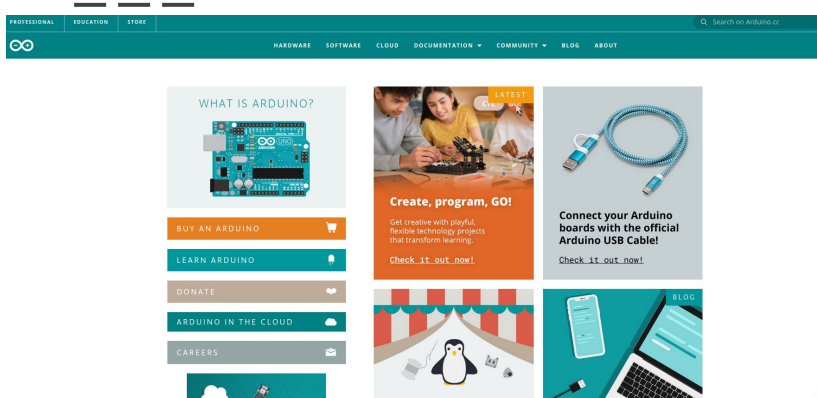 PROFESSIONAL EDUCATION STORE Search on Arduino.cc
HARDWARE SOFTWARE CLOUD DOCUMENTATION COMMUNITY BLOG ABOUT
WHAT IS ARDUINO?
UNO
ARDUINO
BUY AN ARDUINO
LEARN ARDUINO
DONATE
ARDUINO IN THE CLOUD
CAREERS
LATEST
Create, program, GO!
Get creative with playful,
flexible technology projects
that transform learning.
Check it out now!
Connect your Arduino
boards with the official
Arduino USB Cable!
Check it out now!
BLOG